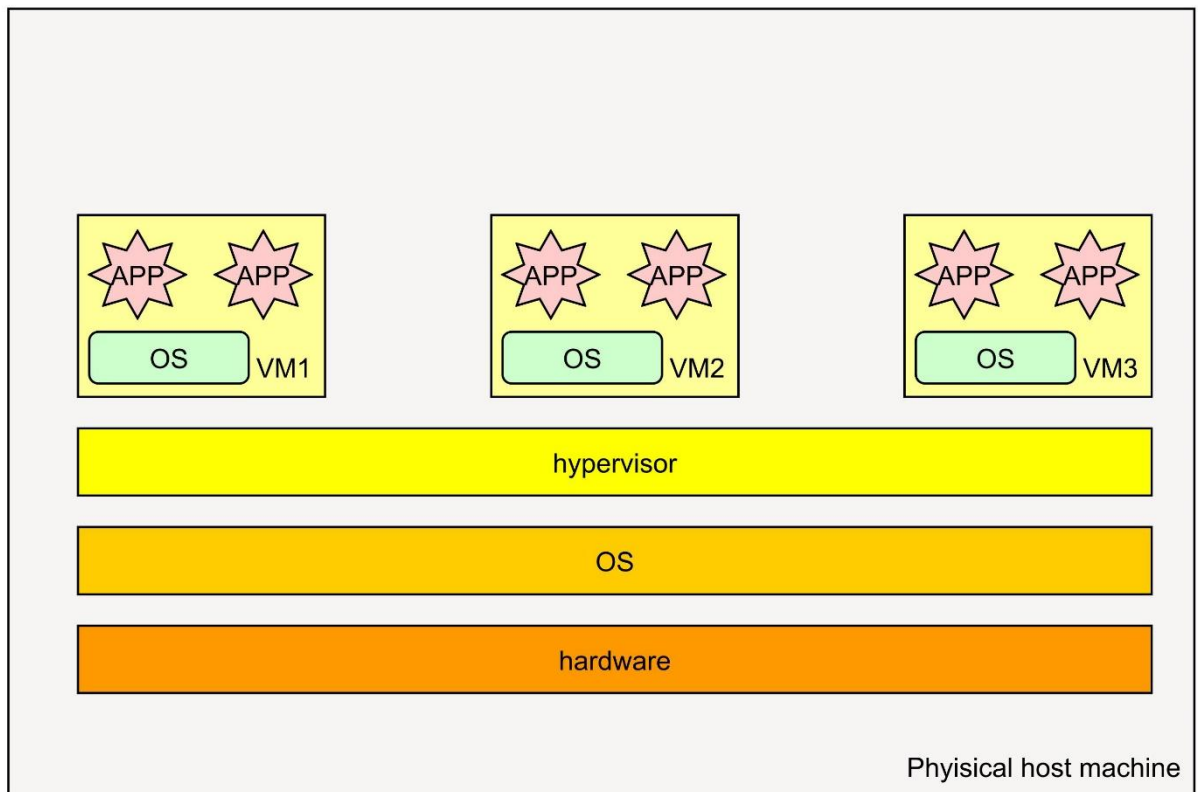 APP APP
OS VM1
APP APP
OS VM2
APP APP
OS VM3
hypervisor
OS
hardware
Phyisical host machine